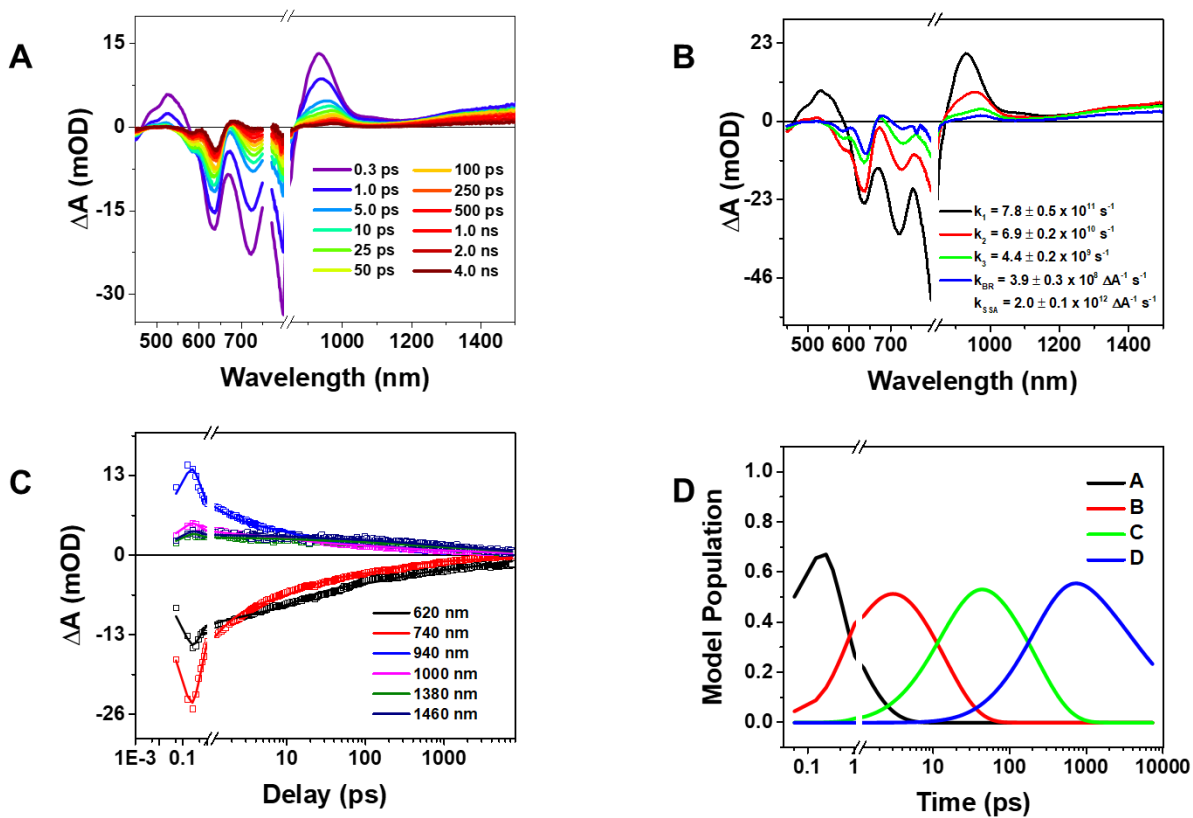 A
ΔA (mOD)
15
0
-15
-30
0.3 ps
1.0 ps
5.0 ps
10 ps
25 ps
50 ps
100 ps
250 ps
500 ps
1.0 ns
2.0 ns
4.0 ns
500 600 700 1000 1200 1400
Wavelength (nm)
B
ΔA (mOD)
23
0
-23
-46
k₁ = 7.8 ± 0.5 x 10¹¹ s⁻¹
k₂ = 6.9 ± 0.2 x 10¹⁰ s⁻¹
k₃ = 4.4 ± 0.2 x 10⁹ s⁻¹
k_BR = 3.9 ± 0.3 x 10⁸ ΔA⁻¹ s⁻¹
k_SSA = 2.0 ± 0.1 x 10¹² ΔA⁻¹ s⁻¹
500 600 700 1000 1200 1400
Wavelength (nm)
C
ΔA (mOD)
13
0
-13
-26
620 nm
740 nm
940 nm
1000 nm
1380 nm
1460 nm
1E-3 0.1 10 100 1000
Delay (ps)
D
Model Population
1.0
0.8
0.6
0.4
0.2
0.0
A
B
C
D
0.1 1 10 100 1000 10000
Time (ps)